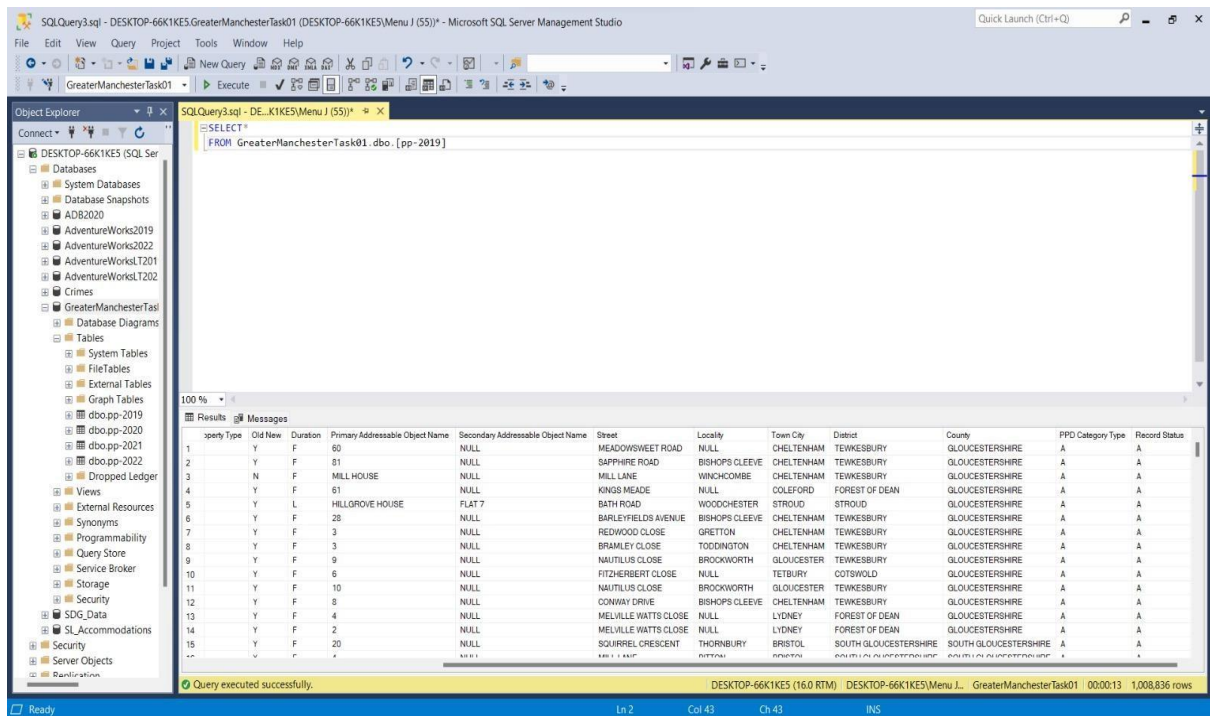 SQLQuery3.sql - DESKTOP-66K1KE5.GreaterManchesterTask01 (DESKTOP-66K1KE5\Menu J (55))* - Microsoft SQL Server Management Studio
Quick Launch (Ctrl+Q)
File Edit View Query Project Tools Window Help
New Query
GreaterManchesterTask01 Execute
Object Explorer
SQLQuery3.sql - DE...K1KE5\Menu J (55))*
Connect
DESKTOP-66K1KE5 (SQL Ser
Databases
System Databases
Database Snapshots
ADB2020
AdventureWorks2019
AdventureWorks2022
AdventureWorksLT201
AdventureWorksLT202
Crimes
GreaterManchesterTasl
Database Diagrams
Tables
System Tables
FileTables
External Tables
Graph Tables
dbo.pp-2019
dbo.pp-2020
dbo.pp-2021
dbo.pp-2022
Dropped Ledger
Views
External Resources
Synonyms
Programmability
Query Store
Service Broker
Storage
Security
SDG_Data
SL_Accommodations
Security
Server Objects
Replication
SELECT*
FROM GreaterManchesterTask01.dbo.[pp-2019]
100 %
Results Messages
operty Type Old New Duration Primary Addressable Object Name Secondary Addressable Object Name Street Locality Town City District County PPD Category Type Record Status
1 Y F 60 NULL MEADOWSWEET ROAD NULL CHELTENHAM TEWKESBURY GLOUCESTERSHIRE A A
2 Y F 81 NULL SAPPHIRE ROAD BISHOPS CLEEVE CHELTENHAM TEWKESBURY GLOUCESTERSHIRE A A
3 N F MILL HOUSE NULL MILL LANE WINCHCOMBE CHELTENHAM TEWKESBURY GLOUCESTERSHIRE A A
4 Y F 61 NULL KINGS MEADE NULL COLEFORD FOREST OF DEAN GLOUCESTERSHIRE A A
5 Y L HILLGROVE HOUSE FLAT 7 BATH ROAD WOODCHESTER STROUD STROUD GLOUCESTERSHIRE A A
6 Y F 28 NULL BARLEYFIELDS AVENUE BISHOPS CLEEVE CHELTENHAM TEWKESBURY GLOUCESTERSHIRE A A
7 Y F 3 NULL REDWOOD CLOSE GRETTON CHELTENHAM TEWKESBURY GLOUCESTERSHIRE A A
8 Y F 3 NULL BRAMLEY CLOSE TODDINGTON CHELTENHAM TEWKESBURY GLOUCESTERSHIRE A A
9 Y F 9 NULL NAUTILUS CLOSE BROCKWORTH GLOUCESTER TEWKESBURY GLOUCESTERSHIRE A A
10 Y F 6 NULL FITZHERBERT CLOSE NULL TETBURY COTSWOLD GLOUCESTERSHIRE A A
11 Y F 10 NULL NAUTILUS CLOSE BROCKWORTH GLOUCESTER TEWKESBURY GLOUCESTERSHIRE A A
12 Y F NULL CONWAY DRIVE BISHOPS CLEEVE CHELTENHAM TEWKESBURY GLOUCESTERSHIRE A A
13 Y F 4 NULL MELVILLE WATTS CLOSE NULL LYDNEY FOREST OF DEAN GLOUCESTERSHIRE A A
14 Y F 2 NULL MELVILLE WATTS CLOSE NULL LYDNEY FOREST OF DEAN GLOUCESTERSHIRE A A
15 Y F 20 NULL SQUIRREL CRESCENT THORNBURY BRISTOL SOUTH GLOUCESTERSHIRE SOUTH GLOUCESTERSHIRE A A
Query executed successfully. DESKTOP-66K1KE5 (16.0 RTM) DESKTOP-66K1KE5\Menu J... GreaterManchesterTask01 00:00:13 1,008,836 rows
Ready Ln 2 Col 43 Ch 43 INS